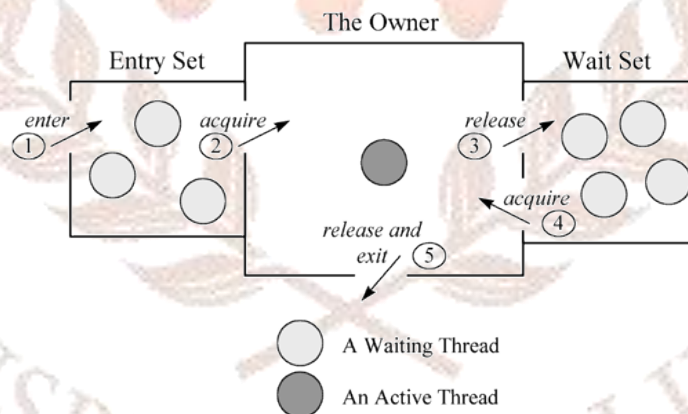 The Owner
Entry Set
Wait Set
enter
1
acquire
2
release
3
acquire
4
release and
exit
5
A Waiting Thread
An Active Thread